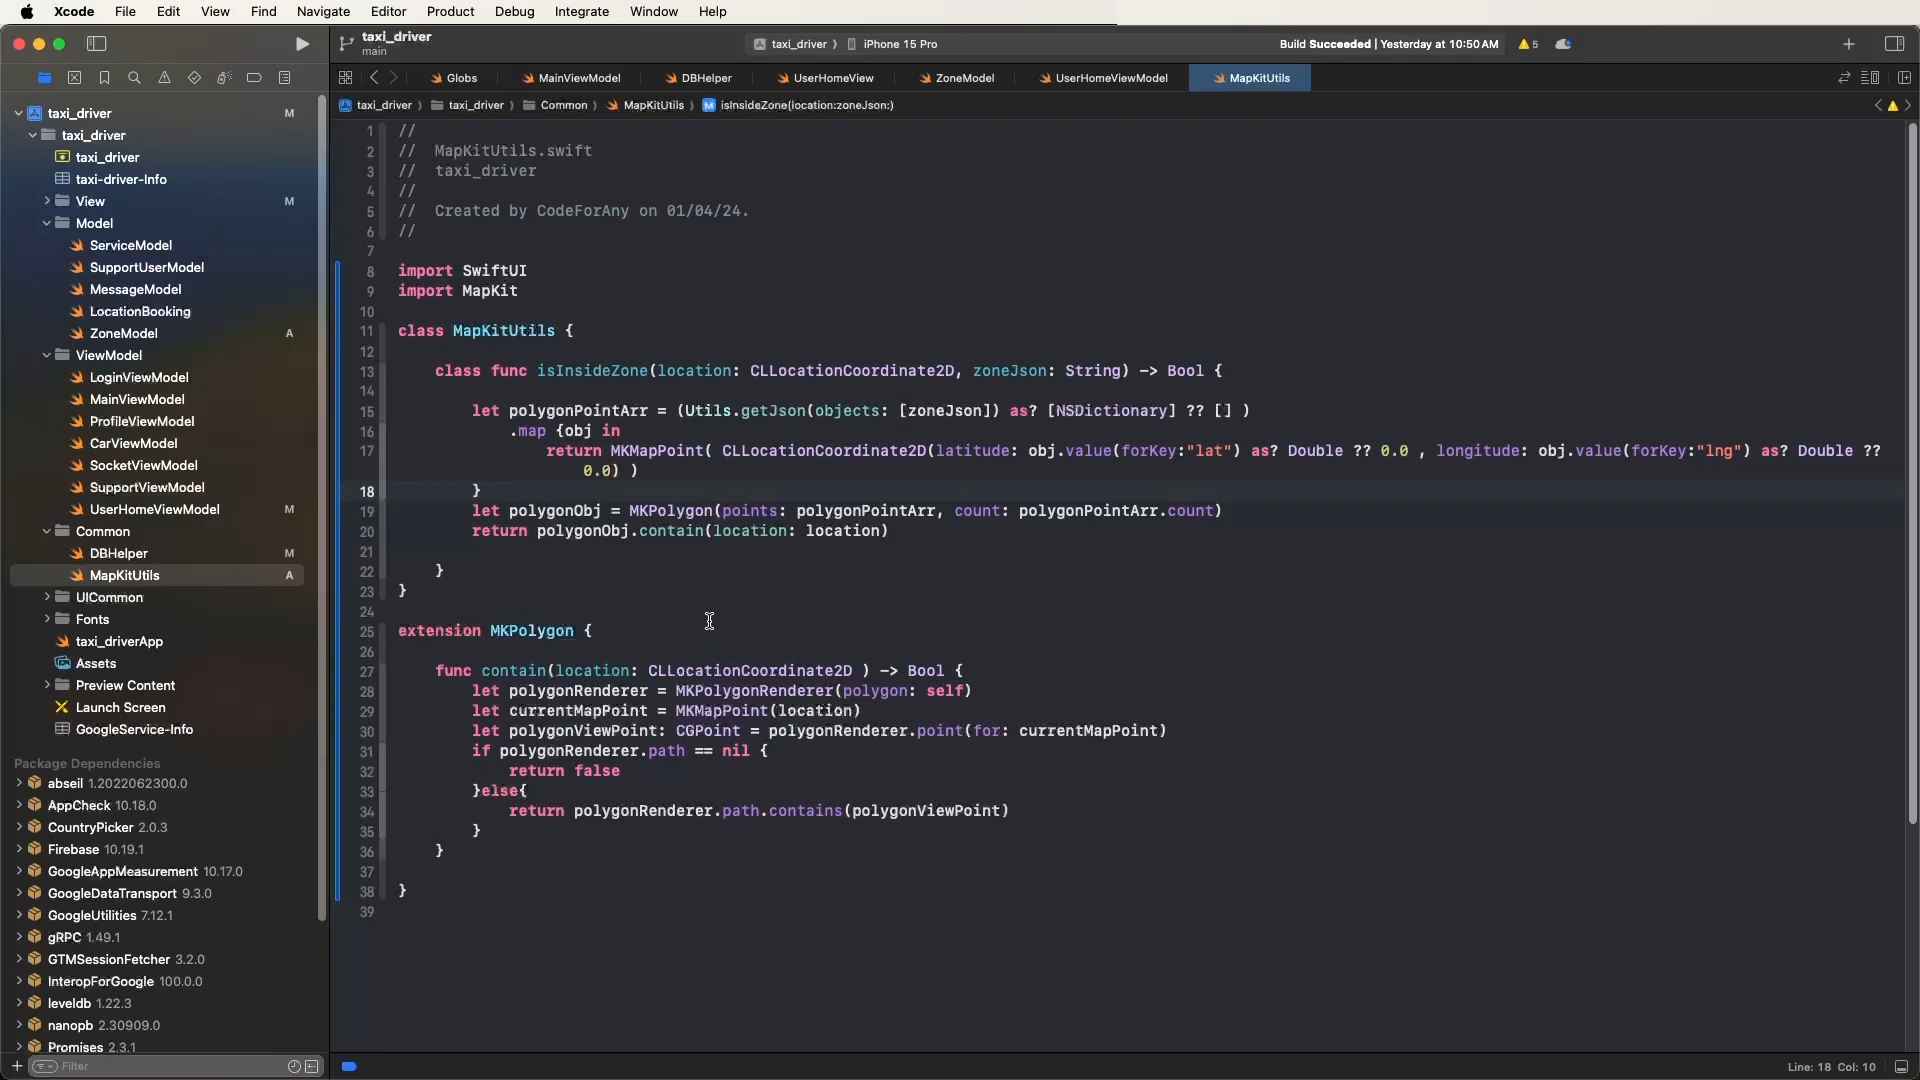 Xcode File Edit View Find Navigate Editor Product Debug Integrate Window Help
taxi_driver
main
taxi_driver iPhone 15 Pro
Build Succeeded | Yesterday at 10:50 AM 5
Globs MainViewModel DBHelper UserHomeView ZoneModel UserHomeViewModel MapKitUtils
taxi_driver taxi_driver Common MapKitUtils M isInsideZone(location:zoneJson:)
taxi_driver M
taxi_driver
taxi_driver
taxi-driver-Info
View M
Model
ServiceModel
SupportUserModel
MessageModel
LocationBooking
ZoneModel A
ViewModel
LoginViewModel
MainViewModel
ProfileViewModel
CarViewModel
SocketViewModel
SupportViewModel
UserHomeViewModel M
Common
DBHelper M
MapKitUtils A
UICommon
Fonts
taxi_driverApp
Assets
Preview Content
Launch Screen
GoogleService-Info
Package Dependencies
abseil 1.2022062300.0
AppCheck 10.18.0
CountryPicker 2.0.3
Firebase 10.19.1
GoogleAppMeasurement 10.17.0
GoogleDataTransport 9.3.0
GoogleUtilities 7.12.1
gRPC 1.49.1
GTMSessionFetcher 3.2.0
InteropForGoogle 100.0.0
leveldb 1.22.3
nanopb 2.30909.0
Promises 2.3.1
Filter
1 //
2 // MapKitUtils.swift
3 // taxi_driver
4 //
5 // Created by CodeForAny on 01/04/24.
6 //
7
8 import SwiftUI
9 import MapKit
10
11 class MapKitUtils {
12
13 class func isInsideZone(location: CLLocationCoordinate2D, zoneJson: String) -> Bool {
14
15 let polygonPointArr = (Utils.getJson(objects: [zoneJson]) as? [NSDictionary] ?? [] )
16 .map {obj in
17 return MKMapPoint( CLLocationCoordinate2D(latitude: obj.value(forKey:"lat") as? Double ?? 0.0 , longitude: obj.value(forKey:"lng") as? Double ??
0.0) )
18 }
19 let polygonObj = MKPolygon(points: polygonPointArr, count: polygonPointArr.count)
20 return polygonObj.contain(location: location)
21
22 }
23 }
24
25 extension MKPolygon {
26
27 func contain(location: CLLocationCoordinate2D ) -> Bool {
28 let polygonRenderer = MKPolygonRenderer(polygon: self)
29 let currentMapPoint = MKMapPoint(location)
30 let polygonViewPoint: CGPoint = polygonRenderer.point(for: currentMapPoint)
31 if polygonRenderer.path == nil {
32 return false
33 }else{
34 return polygonRenderer.path.contains(polygonViewPoint)
35 }
36 }
37
38 }
39
Line: 18 Col: 10